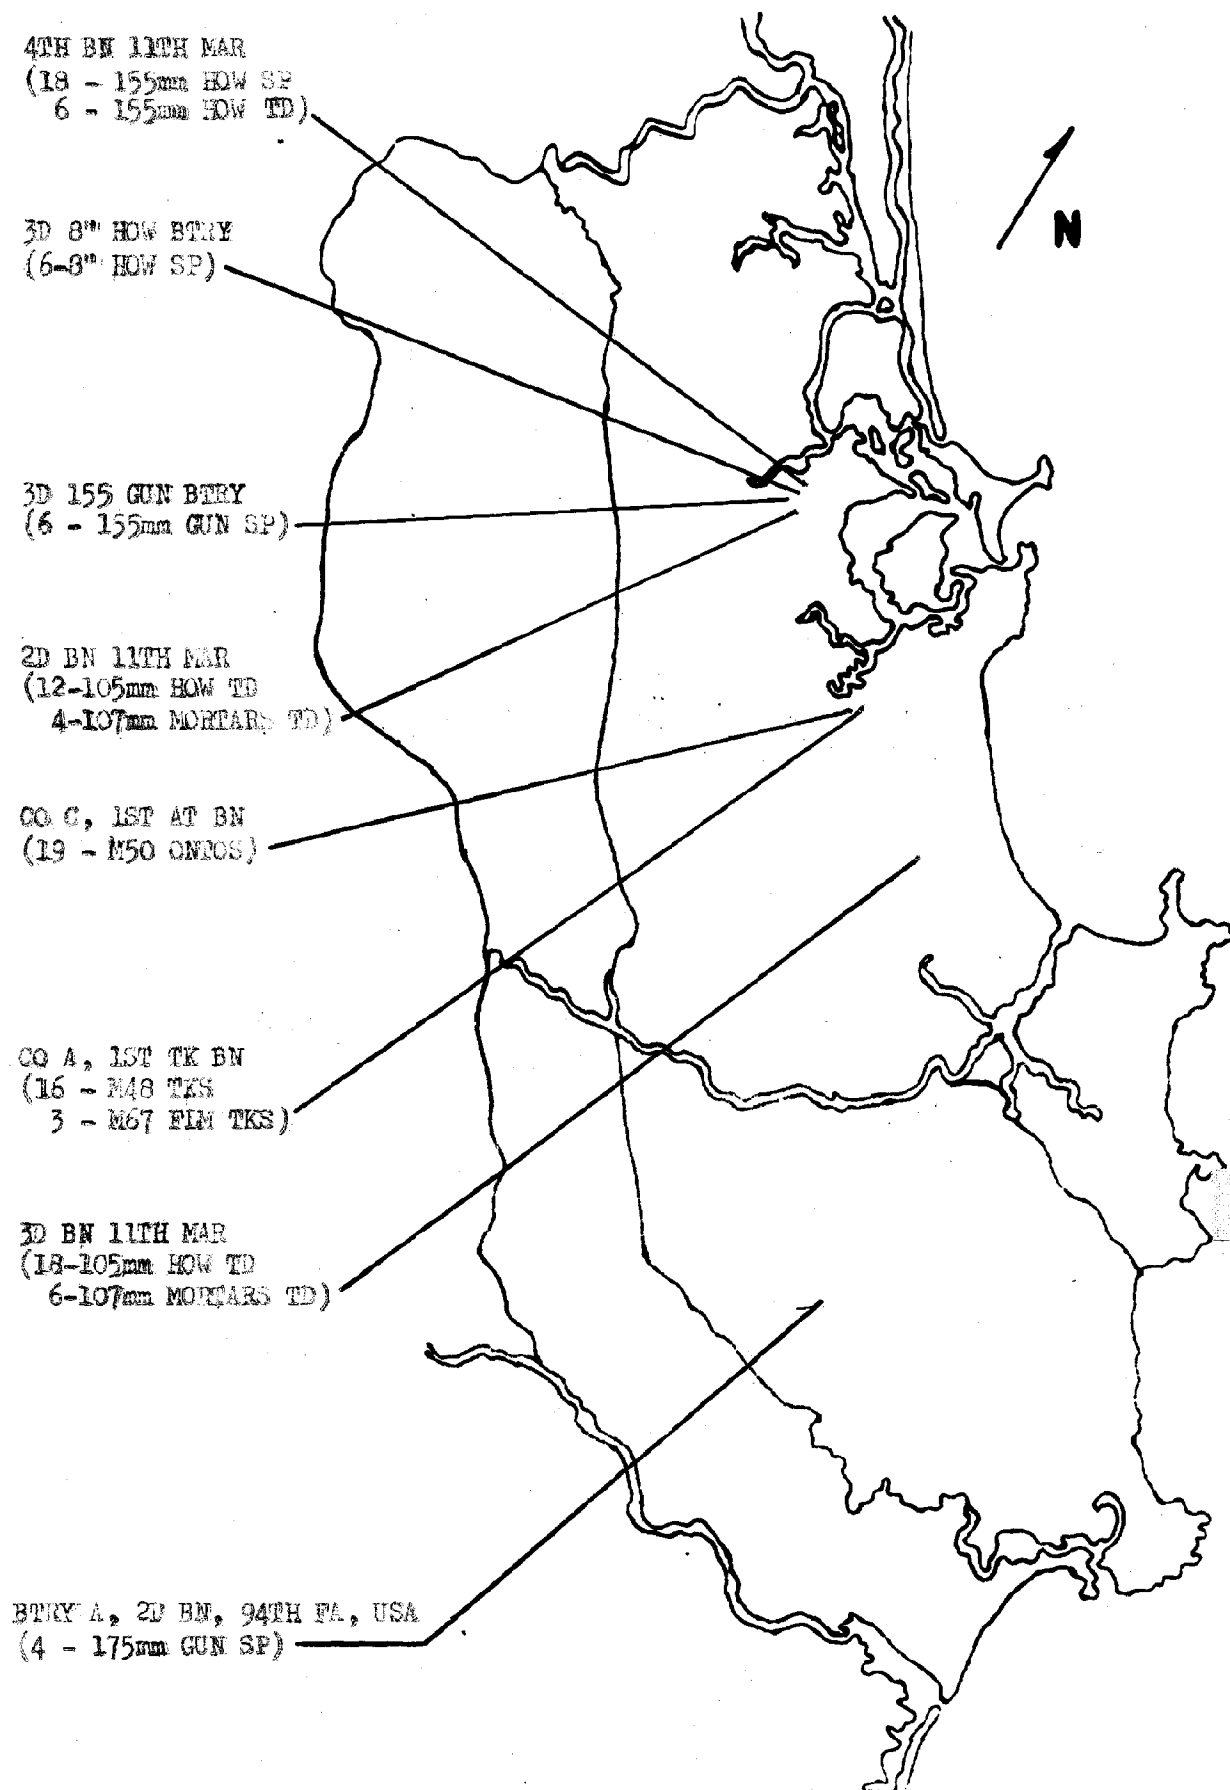 4TH BN 11TH MAR
(18 - 155mm HOW SP
6 - 155mm HOW TD)
N
3D 8" HOW BTRY
(6-8" HOW SP)
3D 155 GUN BTRY
(6 - 155mm GUN SP)
2D BN 11TH MAR
(12-105mm HOW TD
4-107mm MORTARS TD)
CO C, 1ST AT BN
(19 - M50 ONTOS)
CO A, 1ST TK BN
(16 - M48 TKS
3 - M67 FLM TKS)
3D BN 11TH MAR
(18-105mm HOW TD
6-107mm MORTARS TD)
BTRY A, 2D BN, 94TH FA, USA
(4 - 175mm GUN SP)